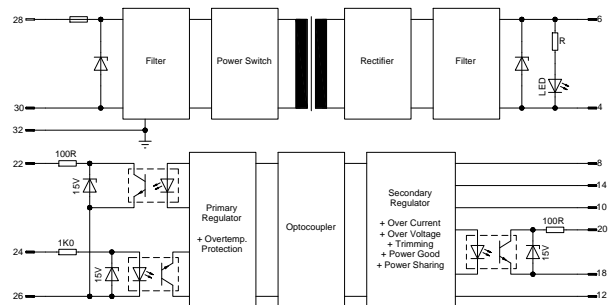 28
Filter
Power Switch
Rectifier
Filter
R
LED
6
30
4
32
22
100R
15V
Primary
Regulator
+ Overtemp.
Protection
Optocoupler
Secondary
Regulator
+ Over Current
+ Over Voltage
+ Trimming
+ Power Good
+ Power Sharing
8
14
10
100R
20
15V
18
24
1K0
15V
26
12